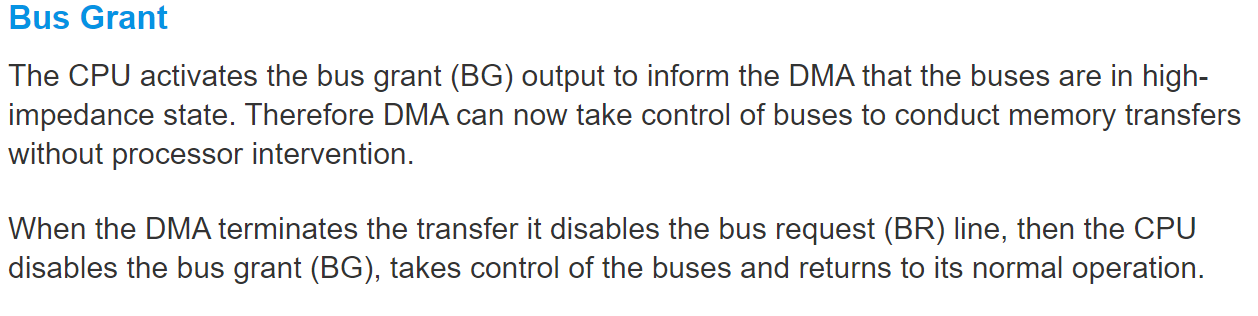 Bus Grant
The CPU activates the bus grant (BG) output to inform the DMA that the buses are in high-
impedance state. Therefore DMA can now take control of buses to conduct memory transfers
without processor intervention.
When the DMA terminates the transfer it disables the bus request (BR) line, then the CPU
disables the bus grant (BG), takes control of the buses and returns to its normal operation.